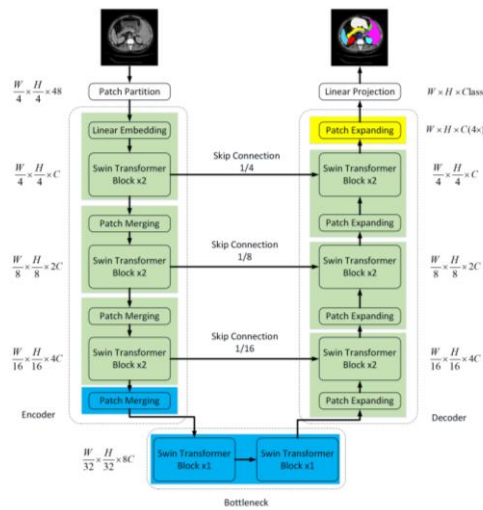 W/4 × H/4 × 48
Patch Partition
Linear Embedding
W/4 × H/4 × C
Swin Transformer
Block x2
Patch Merging
W/8 × H/8 × 2C
Swin Transformer
Block x2
Patch Merging
W/16 × H/16 × 4C
Swin Transformer
Block x2
Patch Merging
Encoder
Skip Connection
1/4
Skip Connection
1/8
Skip Connection
1/16
W/32 × H/32 × 8C
Swin Transformer
Block x1
Swin Transformer
Block x1
Bottleneck
Linear Projection
W × H × Class
Patch Expanding
W × H × C(4×)
Swin Transformer
Block x2
W/4 × H/4 × C
Patch Expanding
Swin Transformer
Block x2
W/8 × H/8 × 2C
Patch Expanding
Swin Transformer
Block x2
W/16 × H/16 × 4C
Patch Expanding
Decoder